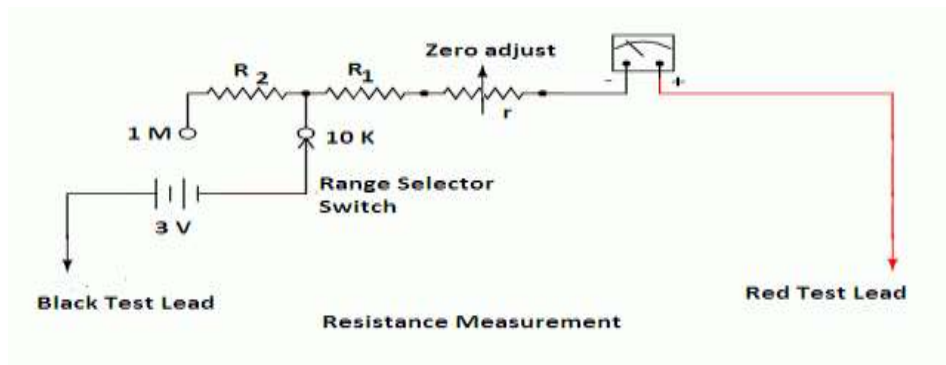 Zero adjust
R 2
R1
-
+
r
1 M
10 K
Range Selector
Switch
3 V
Black Test Lead
Red Test Lead
Resistance Measurement